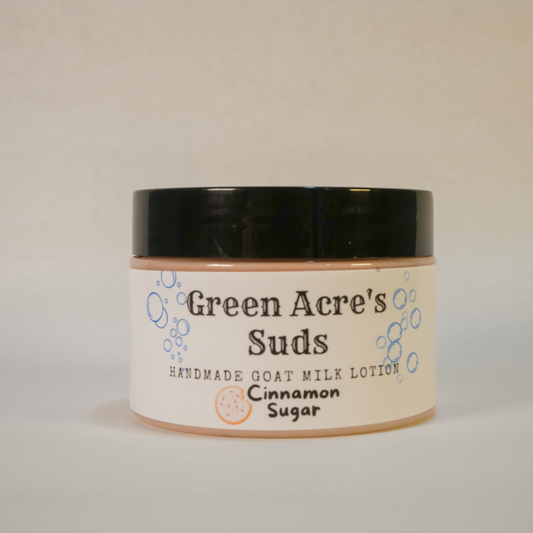 Green Acre's
Suds
HANDMADE GOAT MILK LOTION
Cinnamon
Sugar